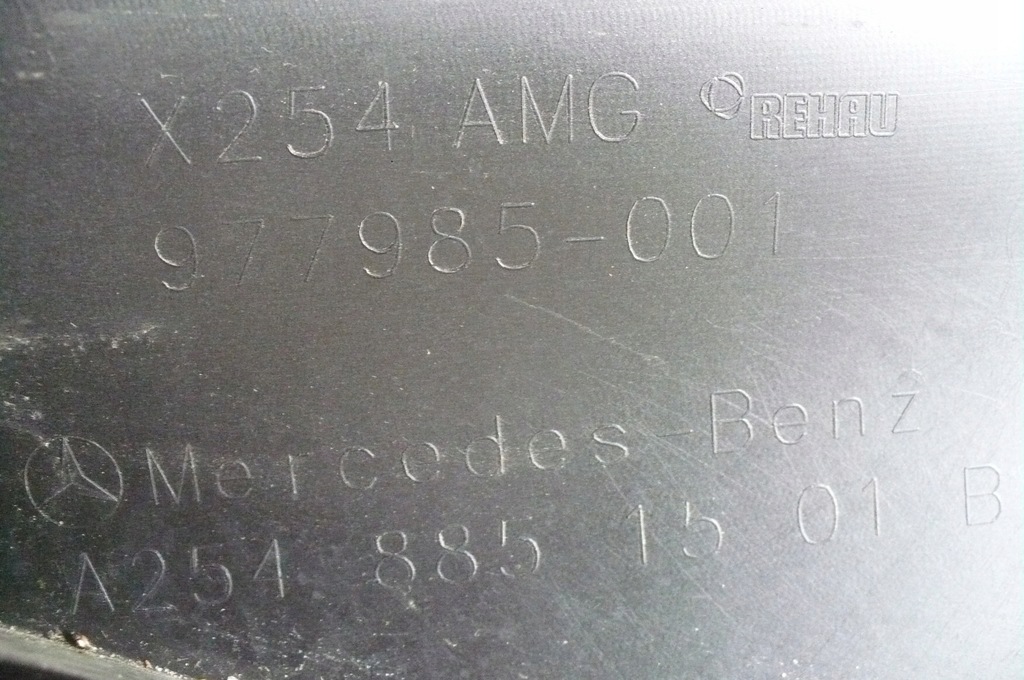 X254 AMG REHAU
977985-001
Mercedes-Benz
A254 885 15 01 B